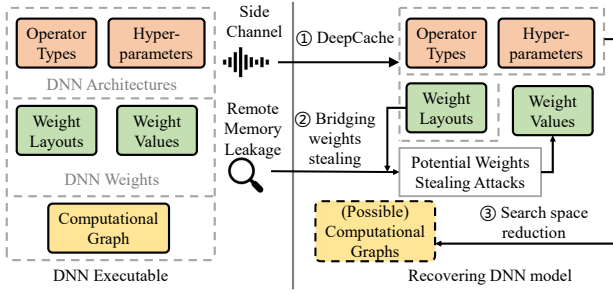 Operator
Types
Hyper-
parameters
DNN Architectures
Weight
Layouts
Weight
Values
DNN Weights
Computational
Graph
DNN Executable
Side
Channel
Remote
Memory
Leakage
① DeepCache
② Bridging
weights
stealing
Operator
Types
Hyper-
parameters
Weight
Layouts
Weight
Values
Potential Weights
Stealing Attacks
(Possible)
Computational
Graphs
③ Search space
reduction
Recovering DNN model